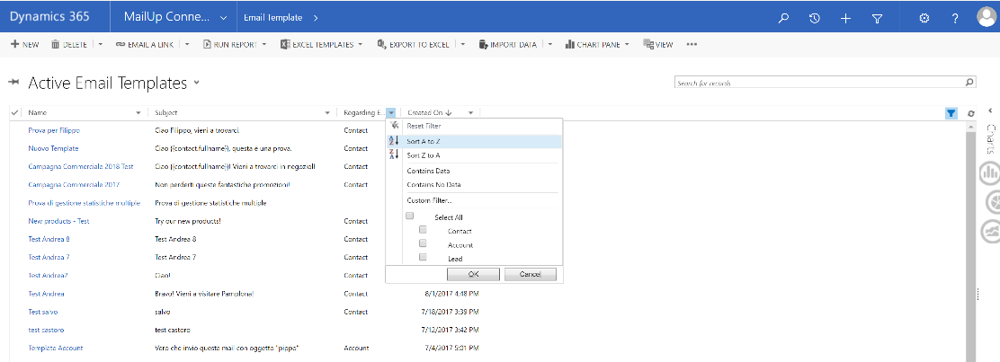 Dynamics 365 MailUp Conne... Email Template
NEW DELETE EMAIL A LINK RUN REPORT EXCEL TEMPLATES EXPORT TO EXCEL IMPORT DATA CHART PANE VIEW
Active Email Templates
Search for records
Name Subject Regarding E... Created On
Charts
Prova per Filippo Ciao Filippo, vieni a trovarci. Contact
Nuovo Template Ciao {{contact.fullname}}, questa è una prova. Contact
Campagna Commerciale 2018 Test Ciao {{contact.fullname}}! Vieni a trovarci in negozio!! Contact
Campagna Commerciale 2017 Non perderti queste fantastiche promozioni! Contact
Prova di gestione statistiche multiple Prova di gestione statistiche multiple
New products - Test Try our new products! Contact
Test Andrea 8 Test Andrea 8 Contact
Test Andrea 7 Test Andrea 7 Contact
Test Andrea2 Ciao! Contact
Test Andrea Bravo! Vieni a visitare Pamplona! Contact 8/1/2017 4:48 PM
Test salvo salvo Contact 7/18/2017 3:39 PM
test castoro test castoro 7/12/2017 3:42 PM
Template Account Vero che invio questa mail con oggetto "pippo" Account 7/4/2017 5:01 PM
Reset Filter
Sort A to Z
Sort Z to A
Contains Data
Contains No Data
Custom Filter...
Select All
Contact
Account
Lead
OK Cancel